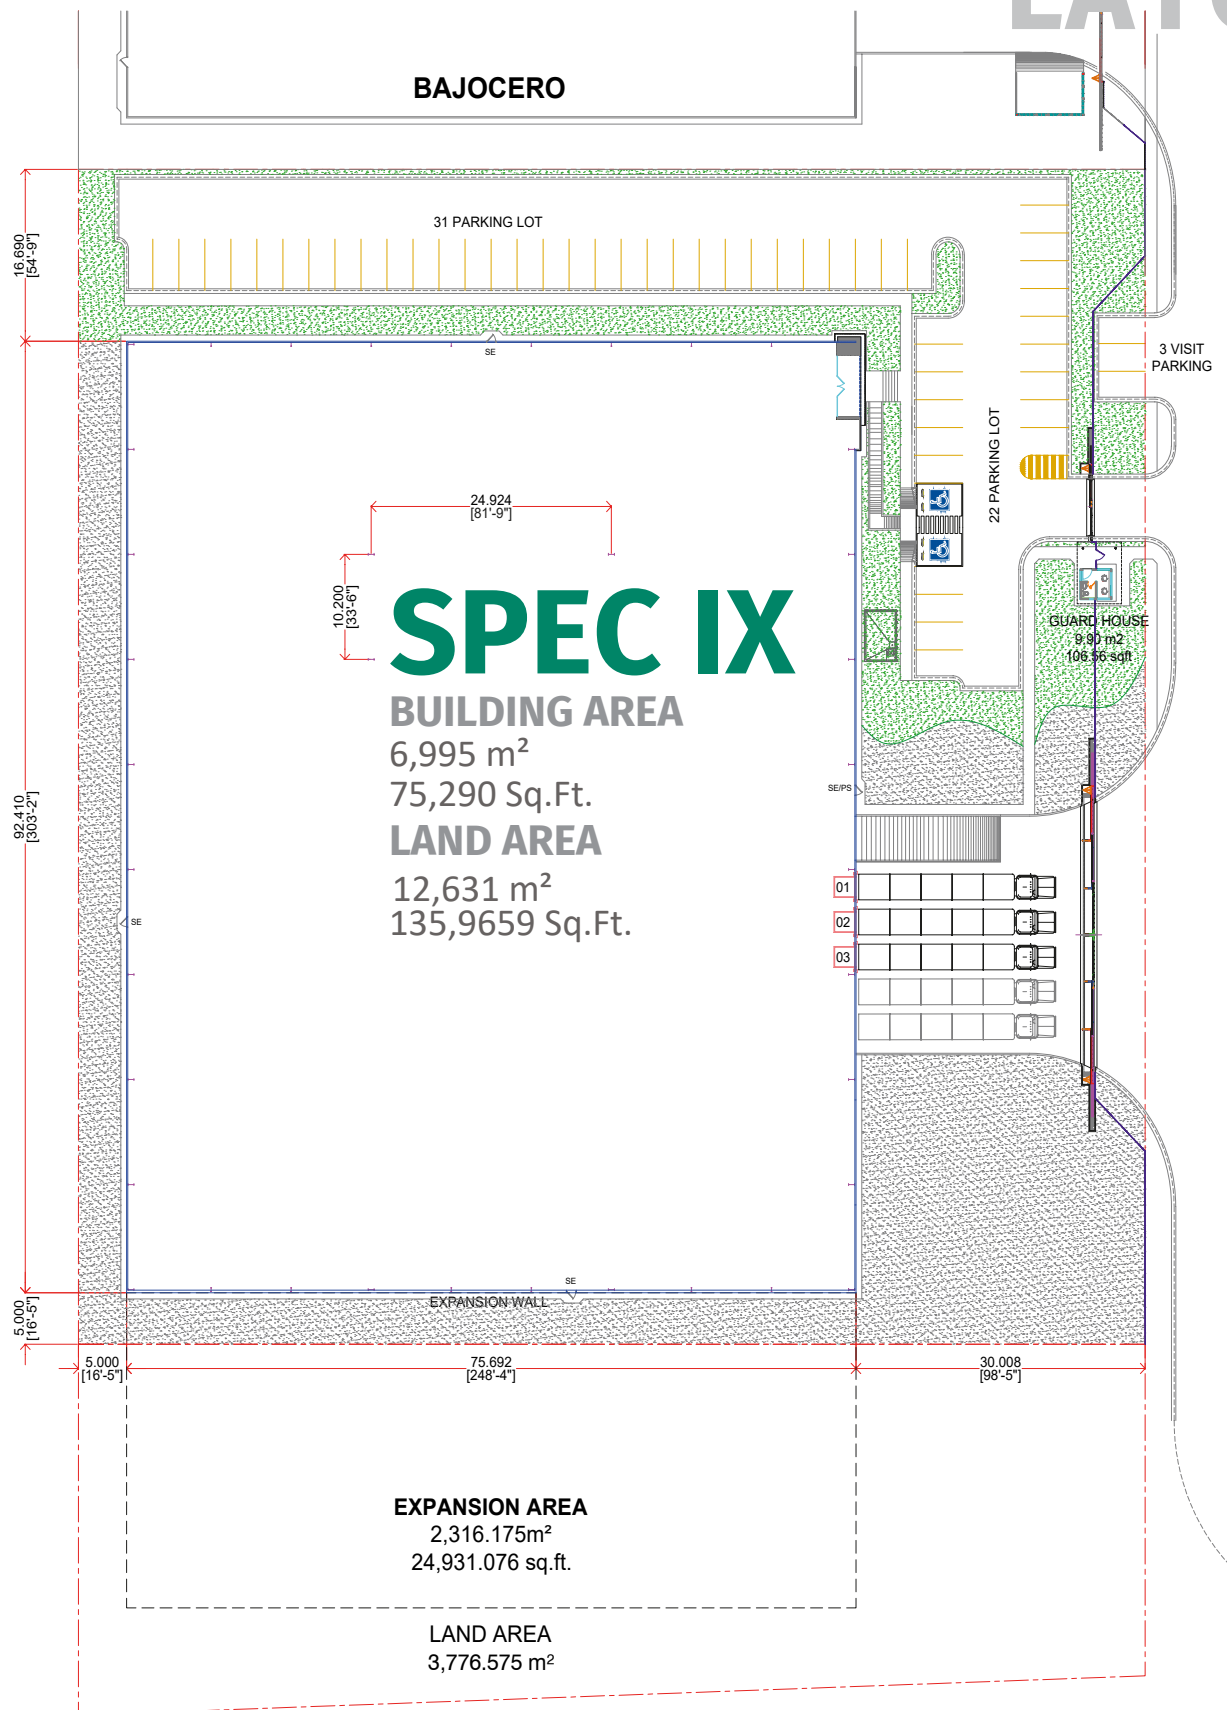 BAJOCERO
31 PARKING LOT
16.690
[54'-9"]
SE
3 VISIT
PARKING
22 PARKING LOT
24.924
[81'-9"]
10.200
[33'-6"]
SPEC IX
BUILDING AREA
6,995 m²
75,290 Sq.Ft.
LAND AREA
12,631 m²
135,9659 Sq.Ft.
GUARD HOUSE
9.90 m2
106.56 sqft
SE/PS
92.410
[303'-2"]
01
02
03
SE
SE
EXPANSION WALL
5.000
[16'-5"]
5.000
[16'-5"]
75.692
[248'-4"]
30.008
[98'-5"]
EXPANSION AREA
2,316.175m²
24,931.076 sq.ft.
LAND AREA
3,776.575 m²